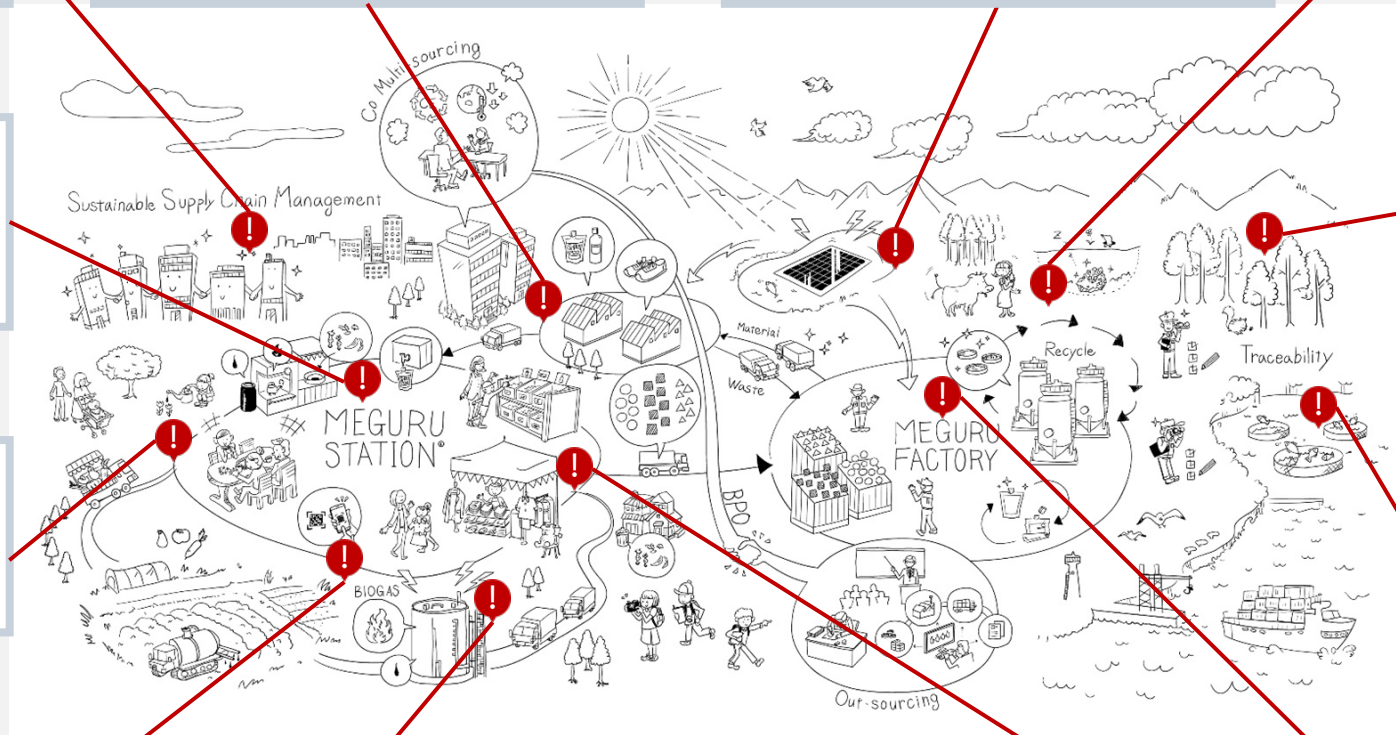 CO Multi-sourcing
Sustainable Supply Chain Management
Material
Waste
Recycle
Traceability
MEGURU
STATION©
MEGURU
FACTORY
BPO
BIOGAS
Out-sourcing